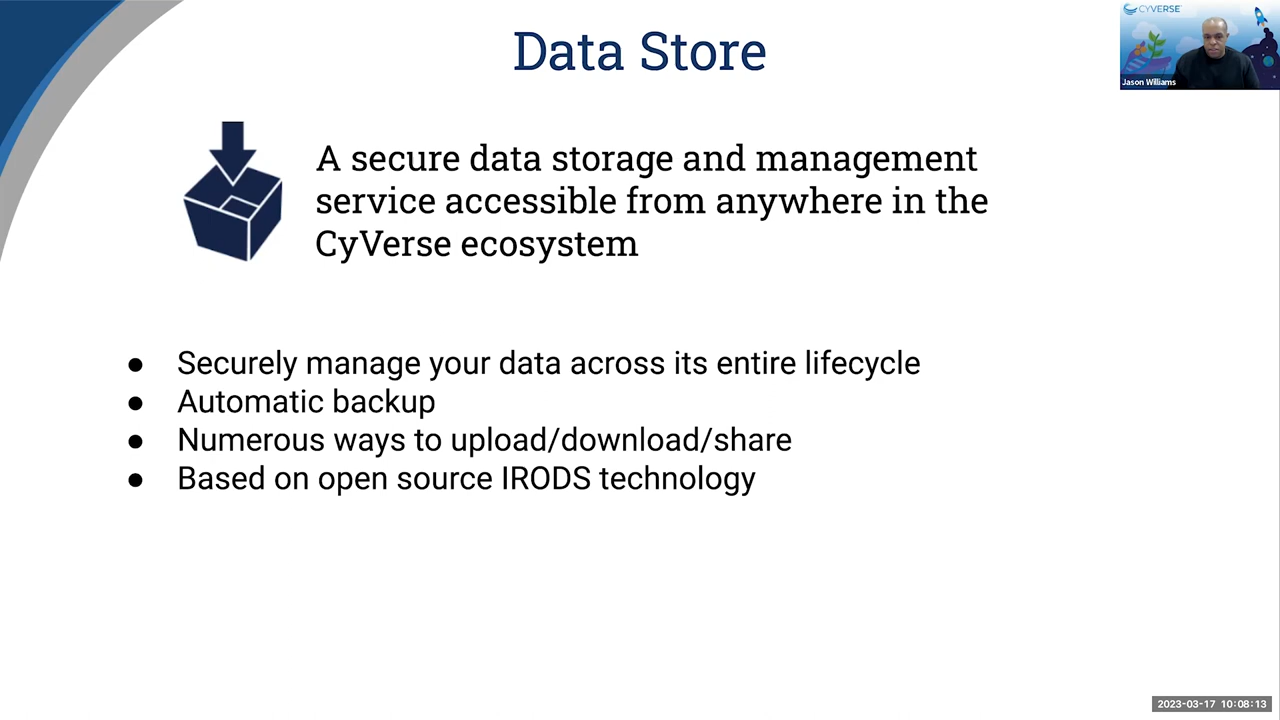 Data Store
CYVERSE
Jason Williams
A secure data storage and management
service accessible from anywhere in the
CyVerse ecosystem
● Securely manage your data across its entire lifecycle
● Automatic backup
● Numerous ways to upload/download/share
● Based on open source IRODS technology
2023-03-17 10:08:13